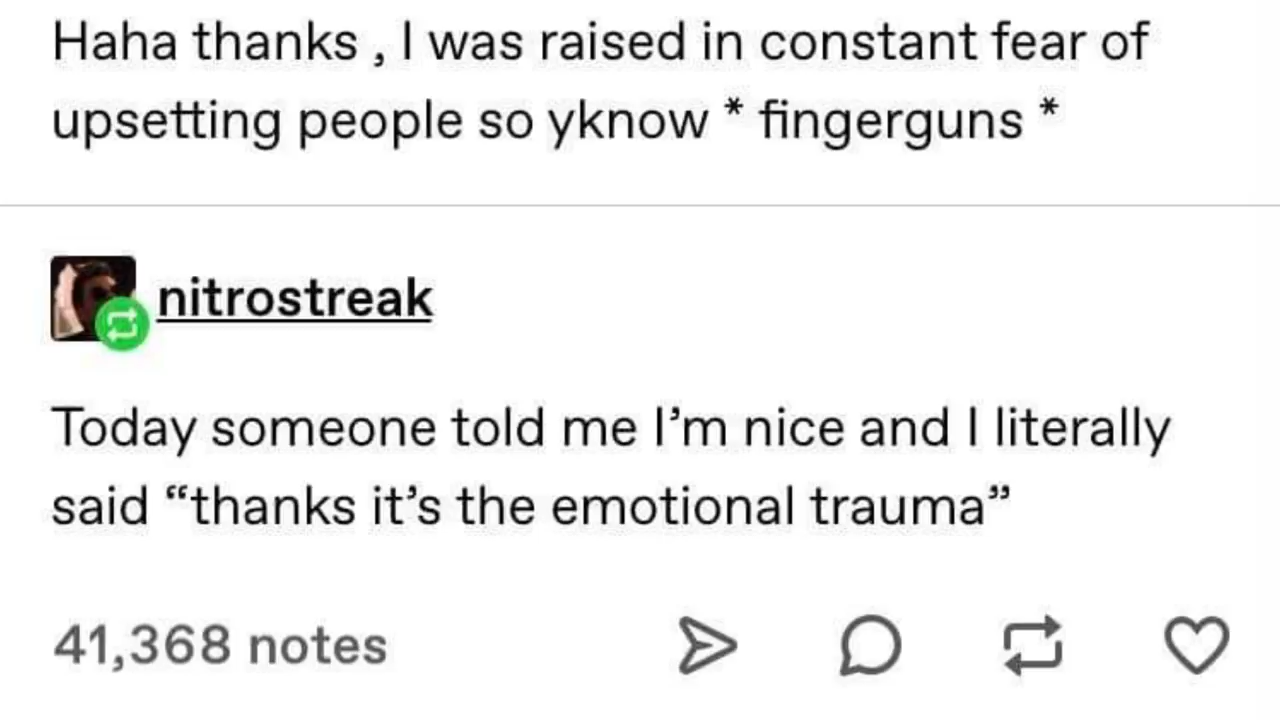 Haha thanks , I was raised in constant fear of
upsetting people so yknow * fingerguns *
nitrostreak
Today someone told me I’m nice and I literally
said “thanks it’s the emotional trauma”
41,368 notes